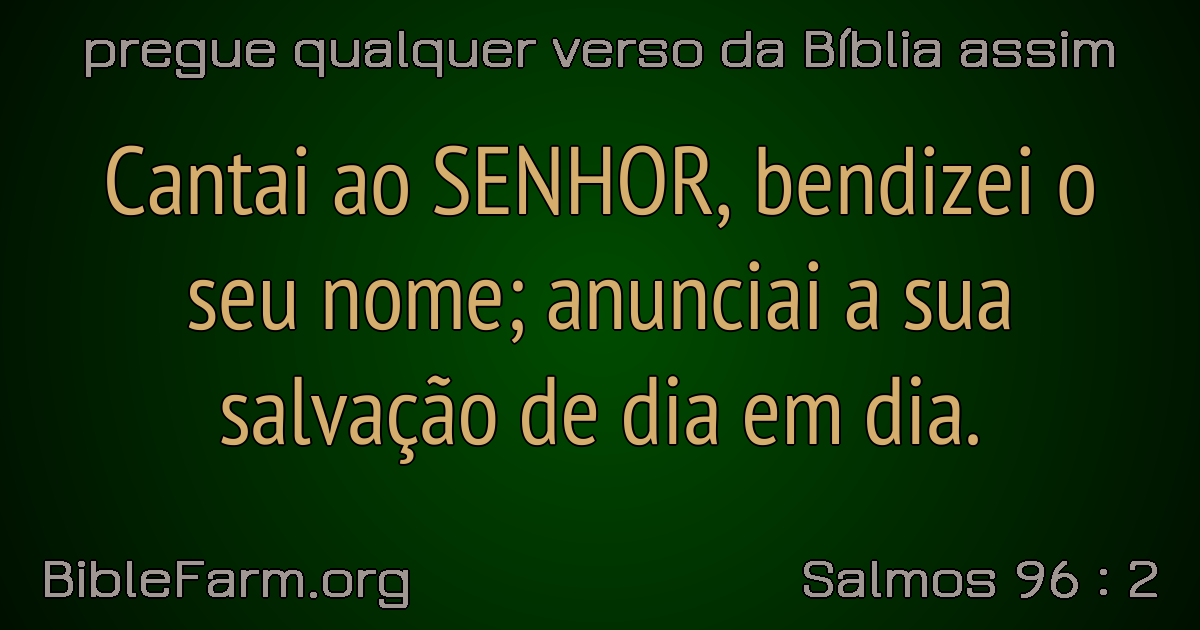 pregue qualquer verso da Bíblia assim
Cantai ao SENHOR, bendizei o
seu nome; anunciai a sua
salvação de dia em dia.
BibleFarm.org
Salmos 96 : 2